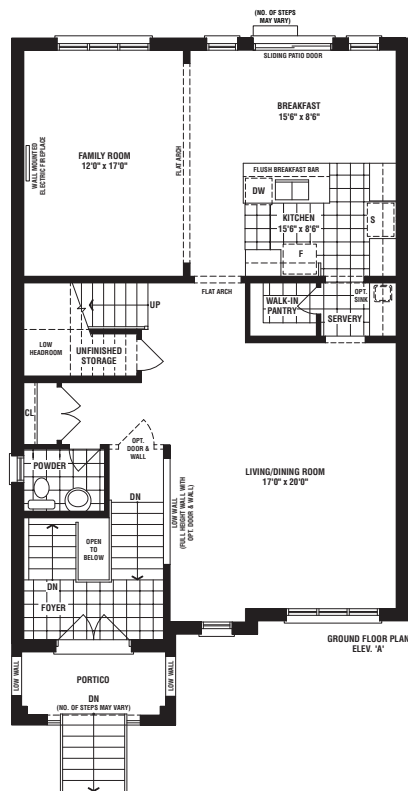 (NO. OF STEPS
MAY VARY)
SLIDING PATIO DOOR
BREAKFAST
15'6" x 8'6"
FAMILY ROOM
12'0" x 17'0"
WALL MOUNTED
ELECTRIC FIREPLACE
FLAT ARCH
FLUSH BREAKFAST BAR
DW
KITCHEN
15'6" x 8'6"
S
F
FLAT ARCH
UP
WALK-IN
PANTRY
OPT.
SINK
SERVERY
LOW
HEADROOM
UNFINISHED
STORAGE
CL
OPT.
DOOR &
WALL
POWDER
LIVING/DINING ROOM
17'0" x 20'0"
DN
LOW WALL
(FULL HEIGHT WALL WITH
OPT. DOOR & WALL)
OPEN
TO
BELOW
DN
FOYER
GROUND FLOOR PLAN
ELEV. 'A'
LOW WALL
PORTICO
LOW WALL
DN
(NO. OF STEPS MAY VARY)